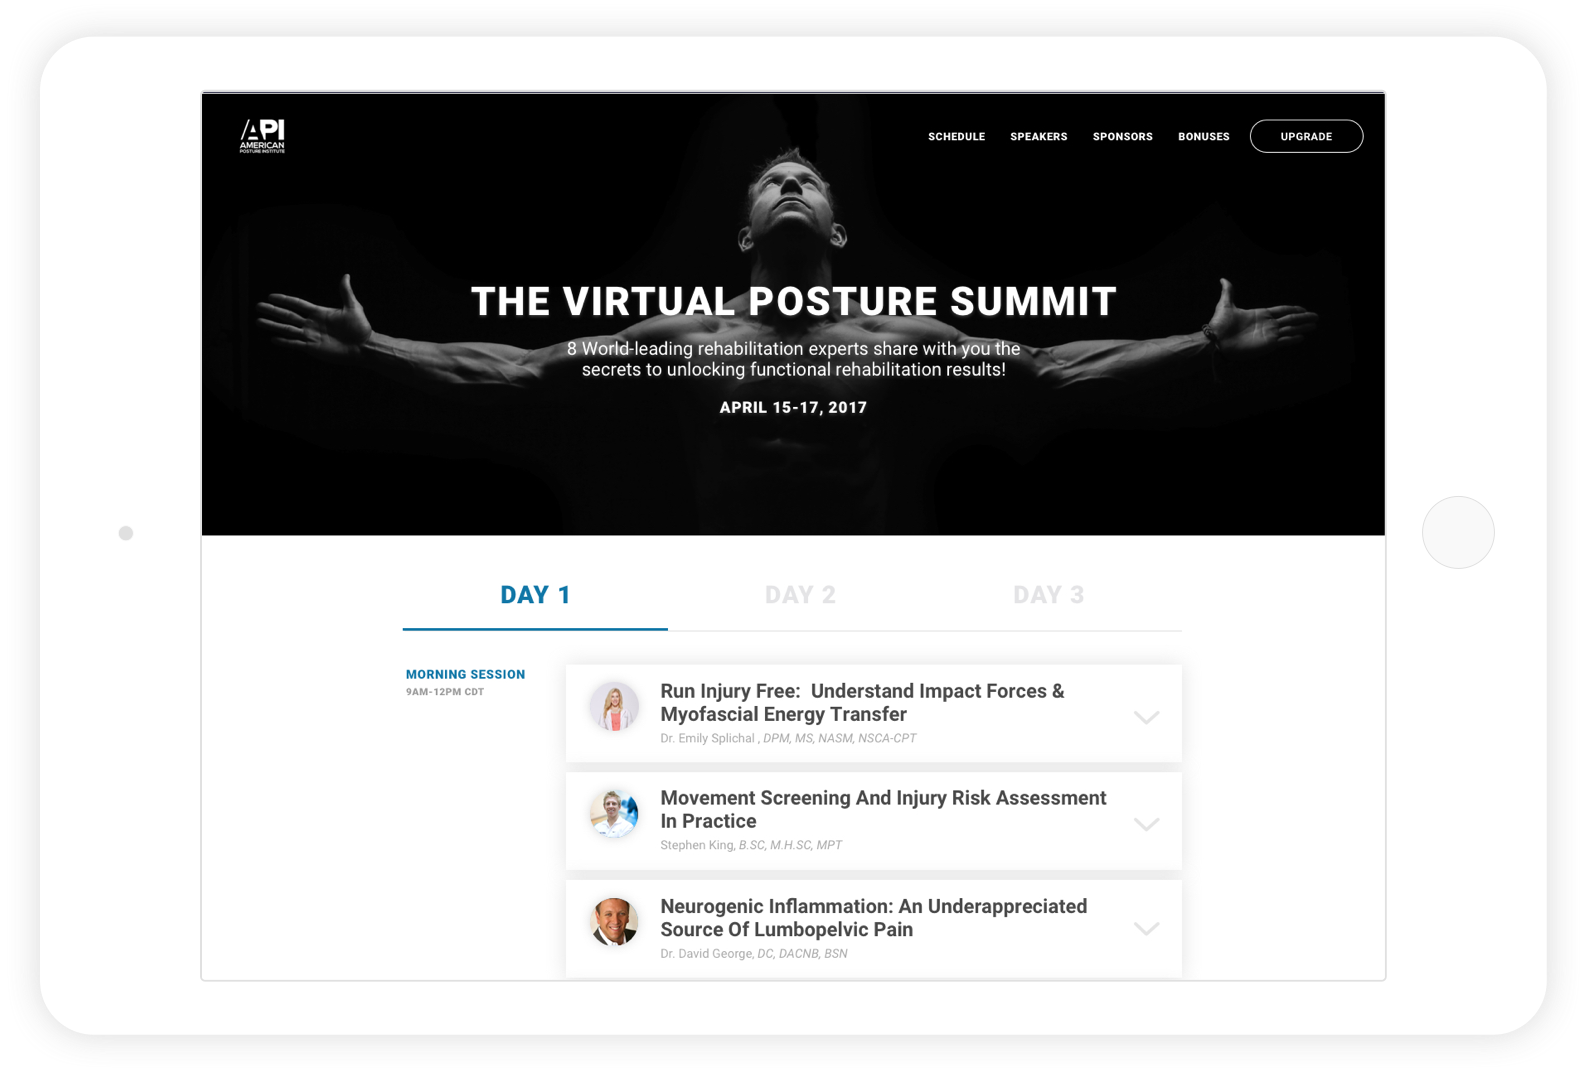 API
AMERICAN
POSTURE INSTITUTE
SCHEDULE
SPEAKERS
SPONSORS
BONUSES
UPGRADE
THE VIRTUAL POSTURE SUMMIT
8 World-leading rehabilitation experts share with you the
secrets to unlocking functional rehabilitation results!
APRIL 15-17, 2017
DAY 1
DAY 2
DAY 3
MORNING SESSION
9AM-12PM CDT
Run Injury Free:  Understand Impact Forces &
Myofascial Energy Transfer
Dr. Emily Splichal , DPM, MS, NASM, NSCA-CPT
Movement Screening And Injury Risk Assessment
In Practice
Stephen King, B.SC, M.H.SC, MPT
Neurogenic Inflammation: An Underappreciated
Source Of Lumbopelvic Pain
Dr. David George, DC, DACNB, BSN